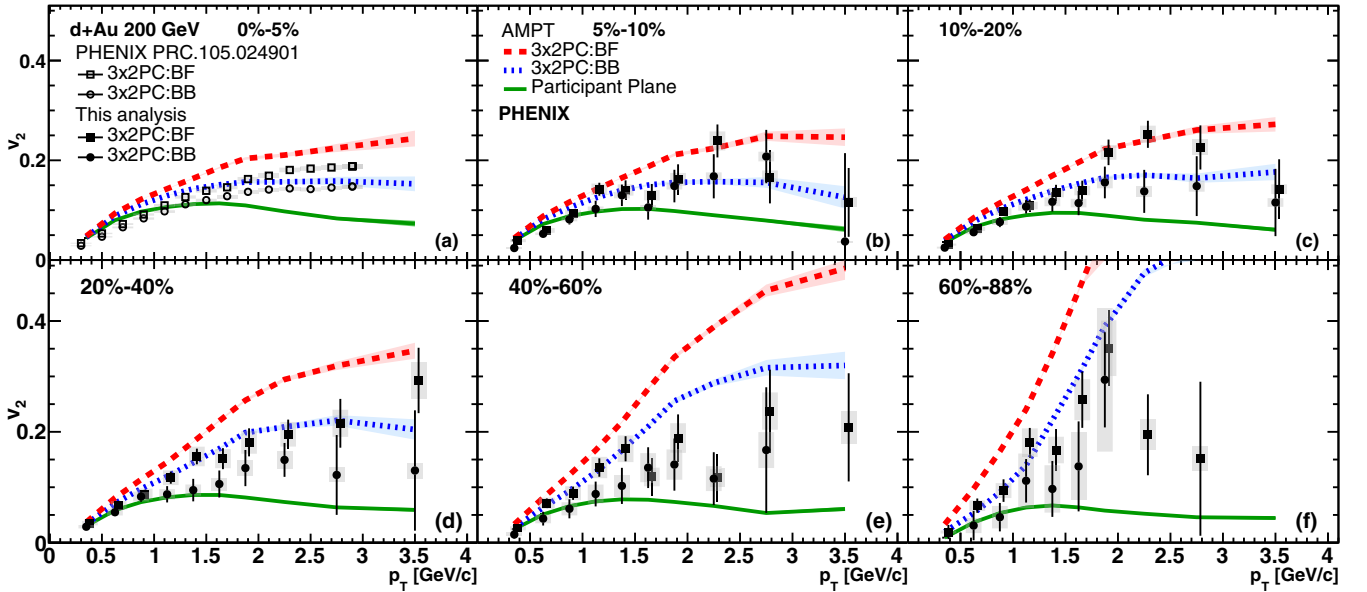 d+Au 200 GeV 0%-5%
PHENIX PRC.105.024901
3x2PC:BF
3x2PC:BB
This analysis
3x2PC:BF
3x2PC:BB
(a)
AMPT 5%-10%
3x2PC:BF
3x2PC:BB
Participant Plane
PHENIX
(b)
10%-20%
(c)
v2
0.4
0.2
0
20%-40%
(d)
40%-60%
(e)
60%-88%
(f)
v2
0.4
0.2
0
0 0.5 1 1.5 2 2.5 3 3.5 4
0.5 1 1.5 2 2.5 3 3.5
0.5 1 1.5 2 2.5 3 3.5 4
pT [GeV/c]
pT [GeV/c]
pT [GeV/c]